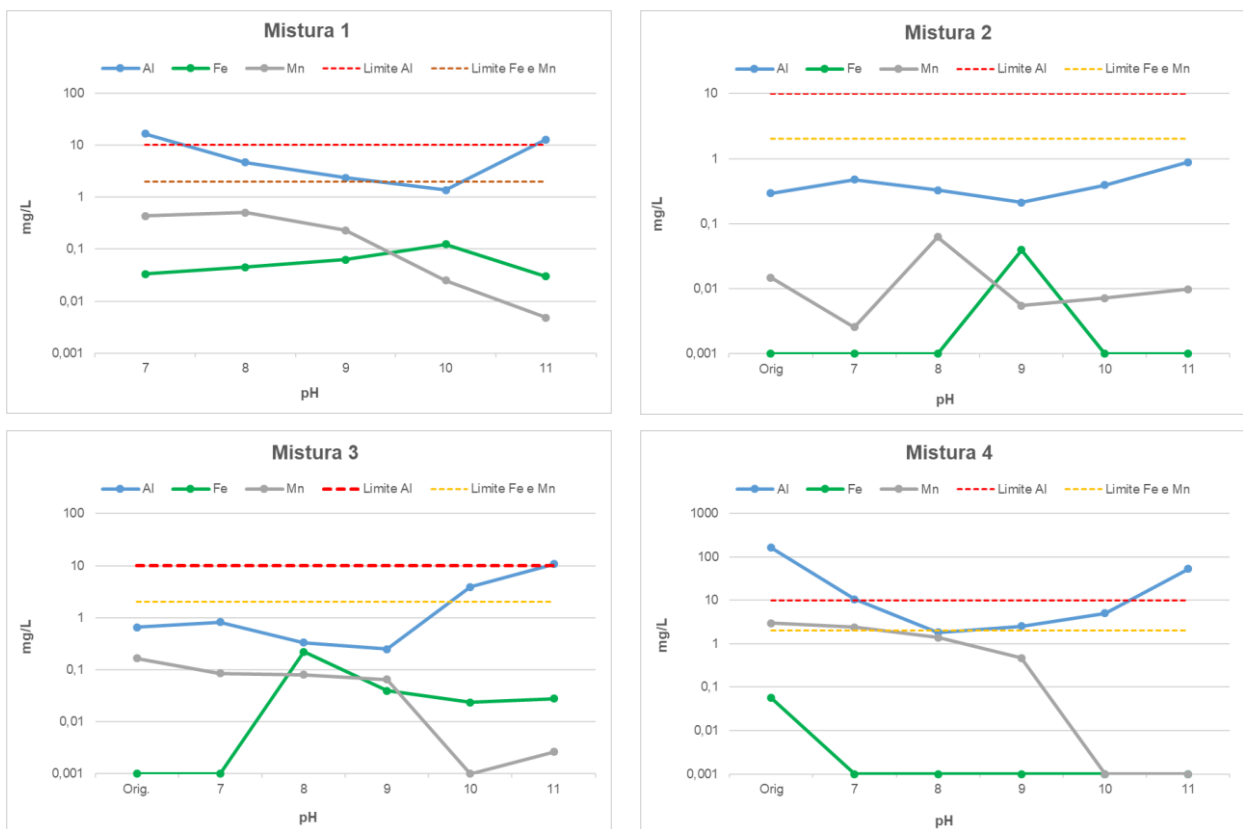 Mistura 1
Al Fe Mn Limite Al Limite Fe e Mn
100
10
1
0,1
0,01
0,001
mg/L
7 8 9 10 11
pH
Mistura 2
Al Fe Mn Limite Al Limite Fe e Mn
10
1
0,1
0,01
0,001
mg/L
Orig 7 8 9 10 11
pH
Mistura 3
Al Fe Mn Limite Al Limite Fe e Mn
100
10
1
0,1
0,01
0,001
mg/L
Orig. 7 8 9 10 11
pH
Mistura 4
Al Fe Mn Limite Al Limite Fe e Mn
1000
100
10
1
0,1
0,01
0,001
mg/L
Orig 7 8 9 10 11
pH